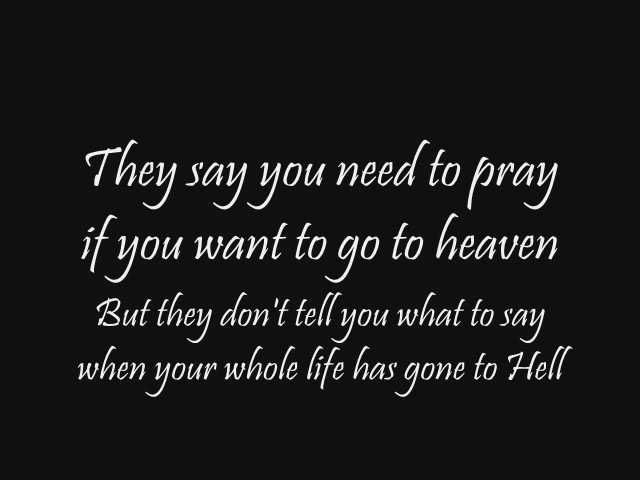 They say you need to pray
if you want to go to heaven
But they don't tell you what to say
when your whole life has gone to Hell